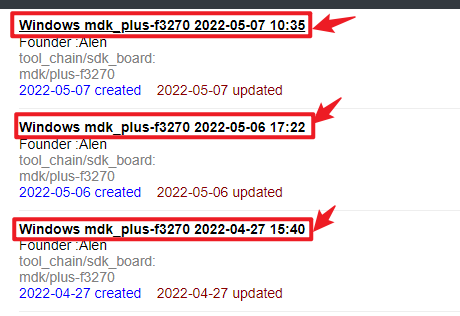 Windows mdk_plus-f3270 2022-05-07 10:35
Founder :Alen
tool_chain/sdk_board:
mdk/plus-f3270
2022-05-07 created 2022-05-07 updated
Windows mdk_plus-f3270 2022-05-06 17:22
Founder :Alen
tool_chain/sdk_board:
mdk/plus-f3270
2022-05-06 created 2022-05-06 updated
Windows mdk_plus-f3270 2022-04-27 15:40
Founder :Alen
tool_chain/sdk_board:
mdk/plus-f3270
2022-04-27 created 2022-04-27 updated